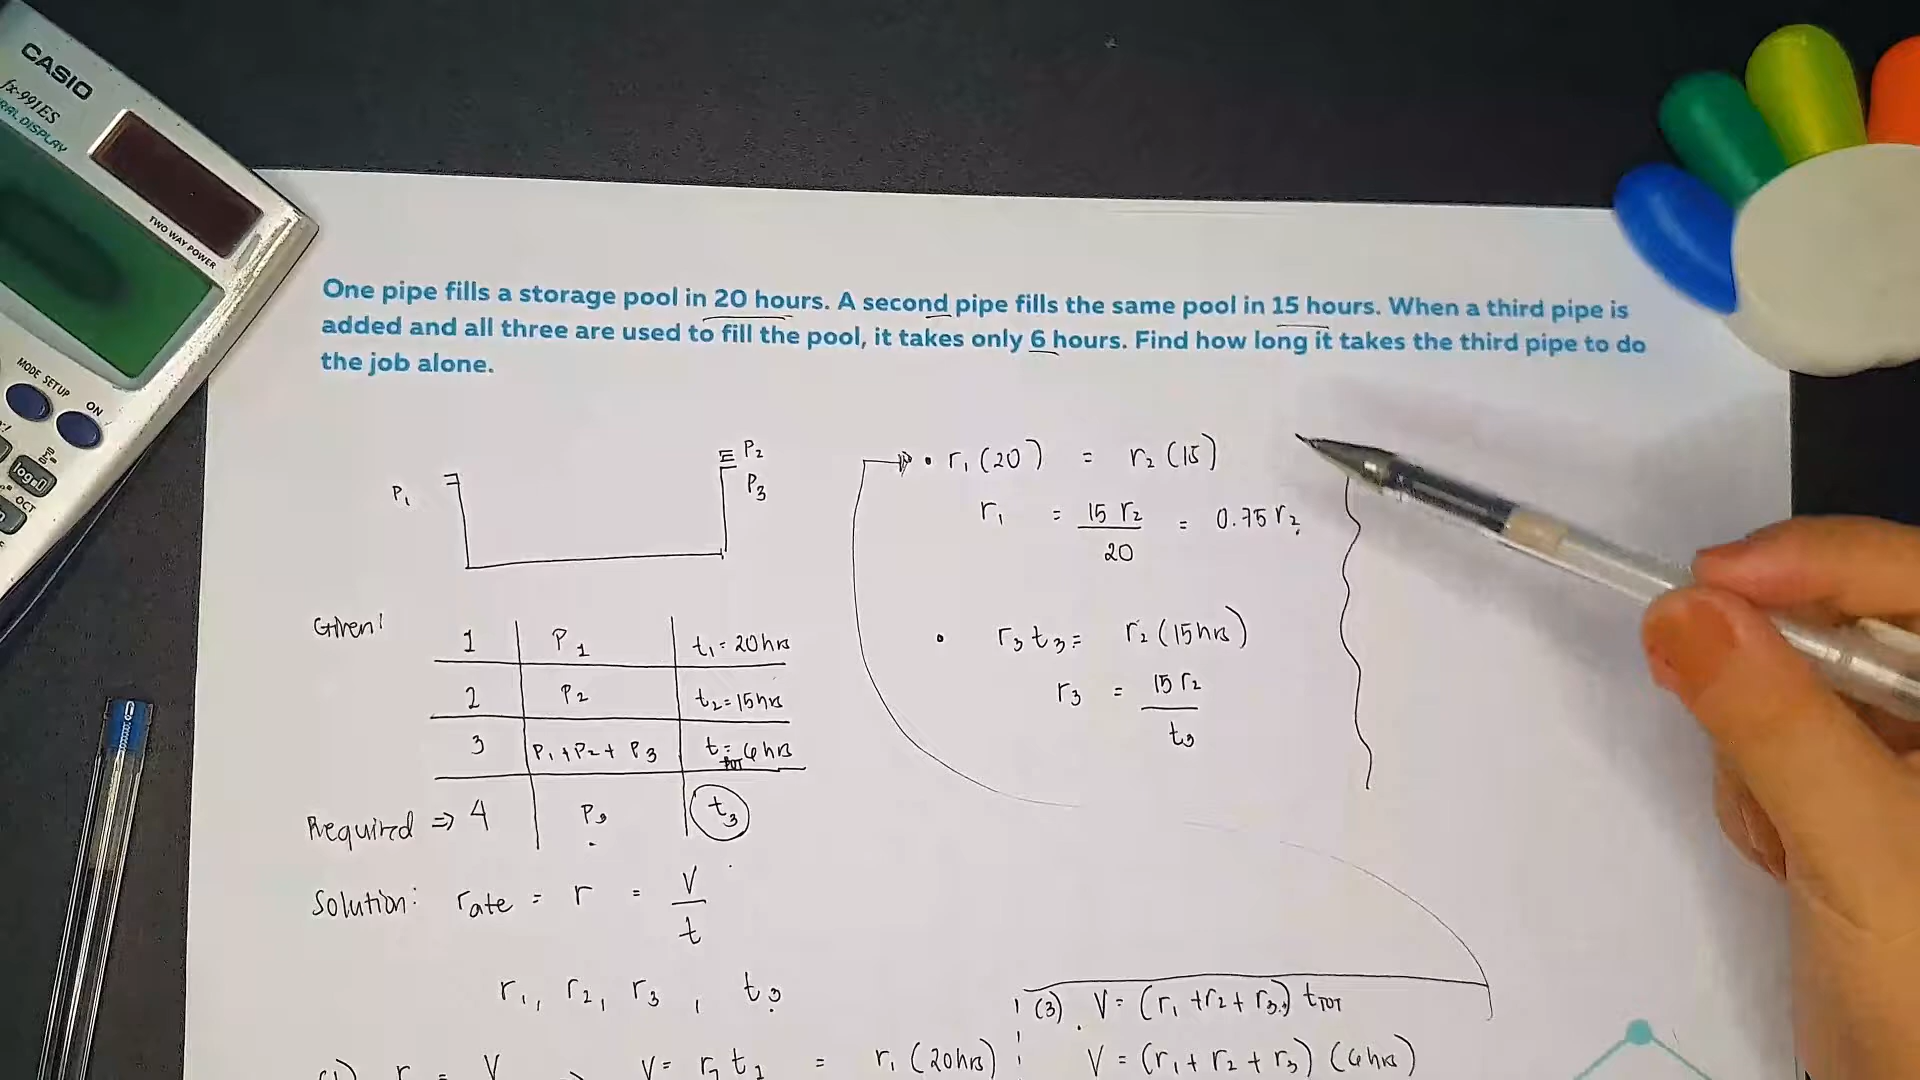 CASIO
fx-991ES
RAL DISPLAY
TWO WAY POWER
MODE SETUP
ON
log
OCT
One pipe fills a storage pool in 20 hours. A second pipe fills the same pool in 15 hours. When a third pipe is
added and all three are used to fill the pool, it takes only 6 hours. Find how long it takes the third pipe to do
the job alone.
P1
P2
P3
Given:
1 P1 t1 = 20hrs
2 P2 t2 = 15hrs
3 P1 + P2 + P3 tTOT = 6hrs
Required => 4 P3 t3
Solution: rate = r = V/t
r1, r2, r3, t3
V = r1 t1 = r1 (20hrs)
• r1 (20) = r2 (15)
r1 = 15 r2 / 20 = 0.75 r2
• r3 t3 = r2 (15hrs)
r3 = 15 r2 / t3
(3) V = (r1 + r2 + r3) tTOT
V = (r1 + r2 + r3) (6hrs)